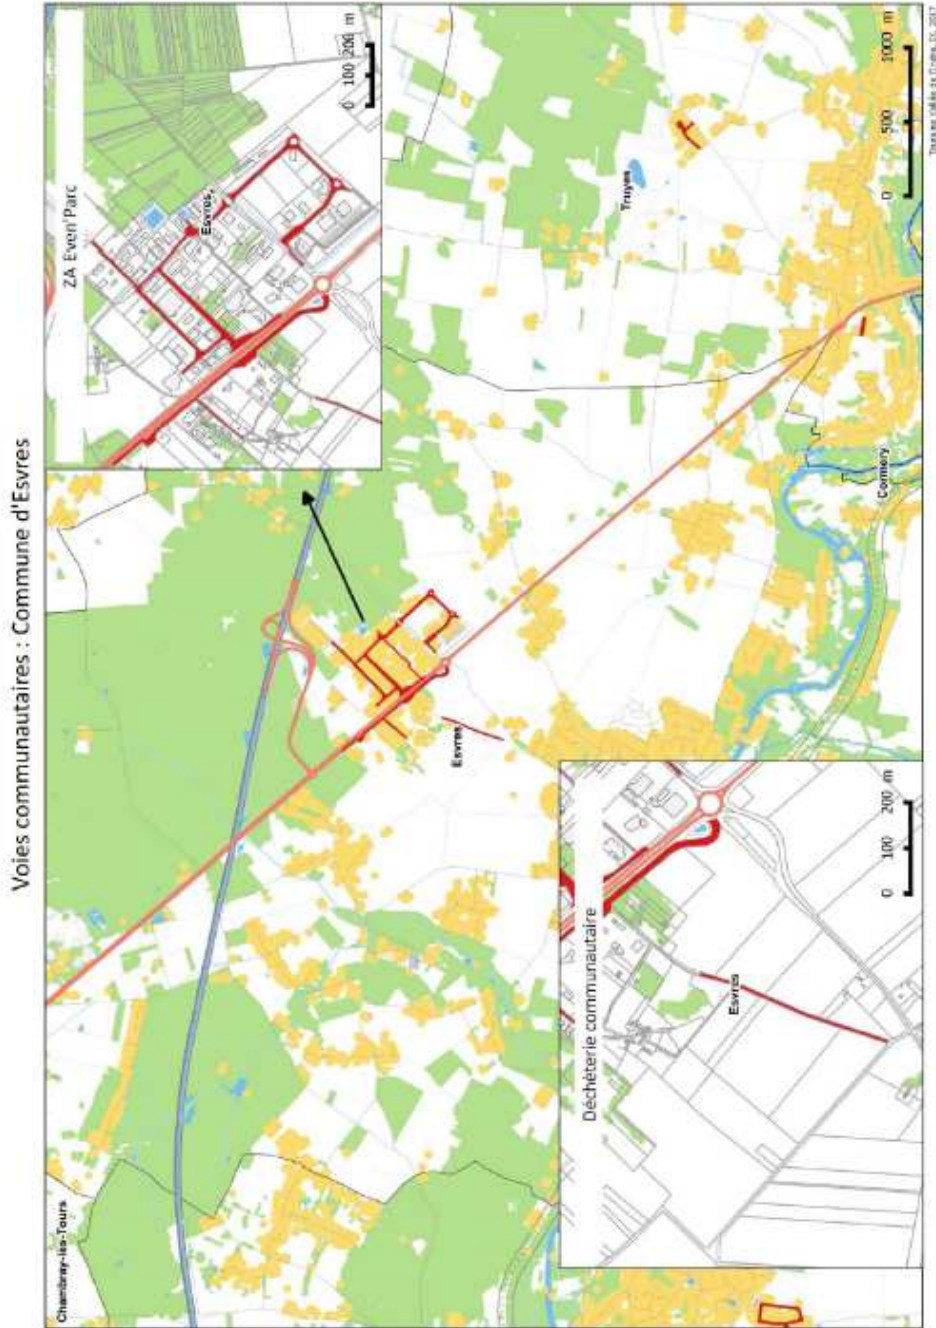 Voies communautaires : Commune d'Esvres
Chambray-lès-Tours
ZA Even'Parc
Esvres
0 100 200 m
Esvres
Truyes
Cormery
Déchèterie communautaire
Esvres
0 100 200 m
0 500 1000 m